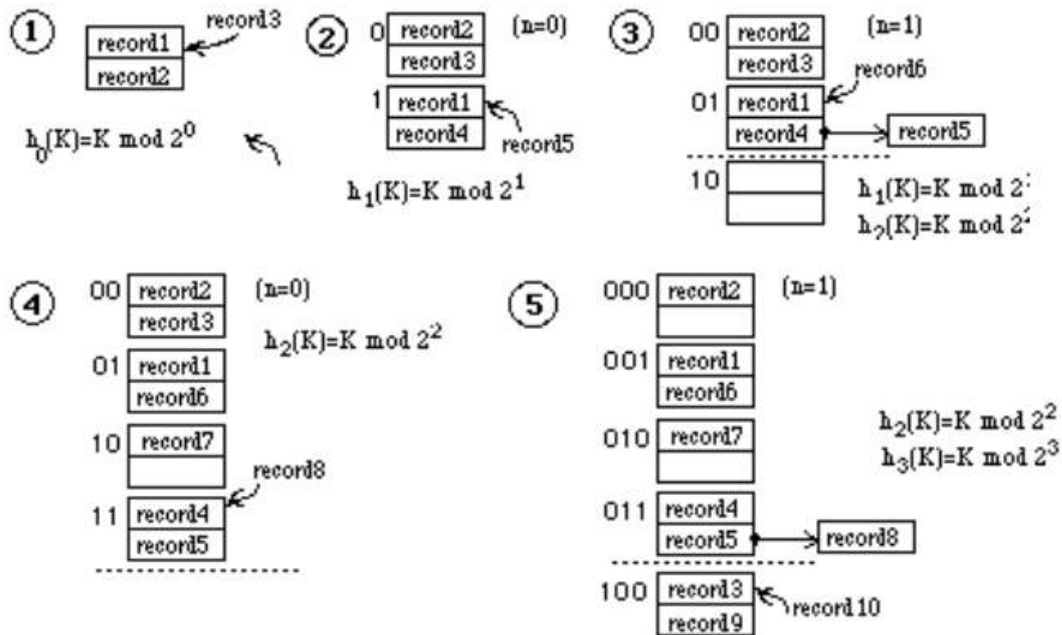 1
record3
record1
record2
h0(K)=K mod 2^0
2
0
record2
record3
(n=0)
1
record1
record4
record5
h1(K)=K mod 2^1
3
00
record2
record3
(n=1)
record6
01
record1
record4
record5
10
h1(K)=K mod 2
h2(K)=K mod 2
4
00
record2
record3
(n=0)
h2(K)=K mod 2^2
01
record1
record6
10
record7
record8
11
record4
record5
5
000
record2
(n=1)
001
record1
record6
010
record7
h2(K)=K mod 2^2
h3(K)=K mod 2^3
011
record4
record5
record8
100
record3
record9
record10